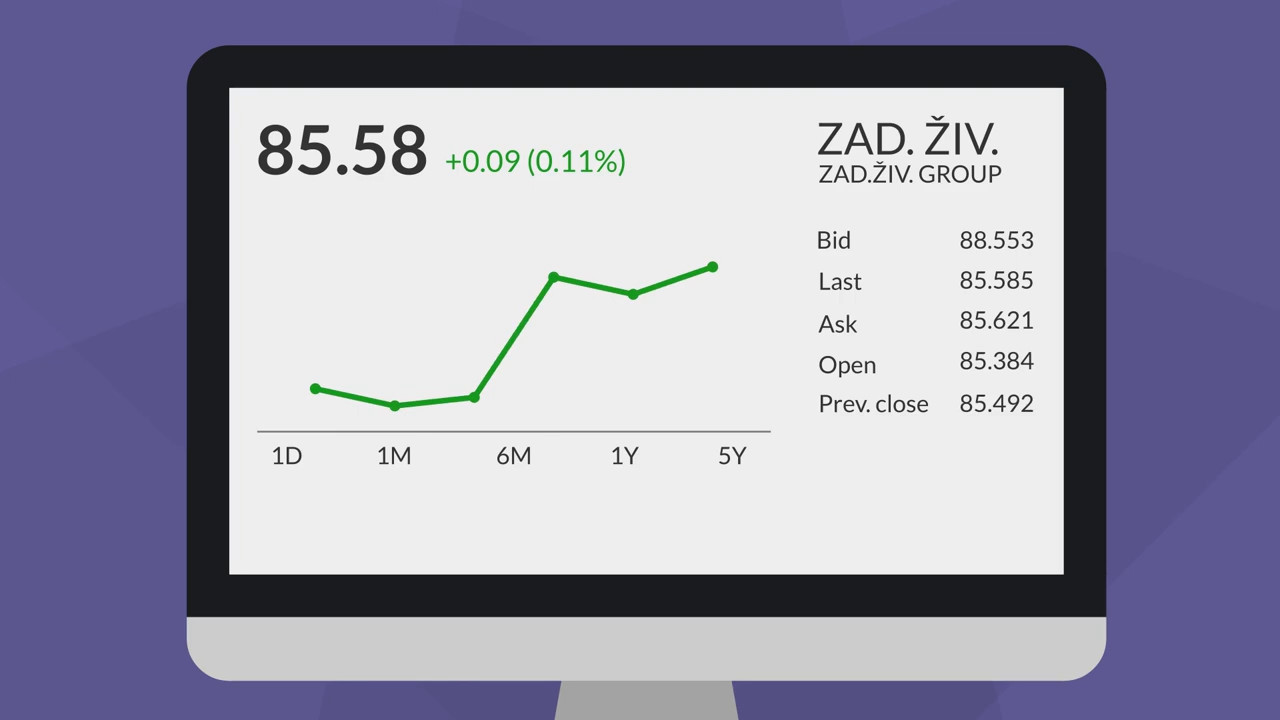 85.58 +0.09 (0.11%)
ZAD. ŽIV.
ZAD.ŽIV. GROUP
Bid 88.553
Last 85.585
Ask 85.621
Open 85.384
Prev. close 85.492
1D 1M 6M 1Y 5Y